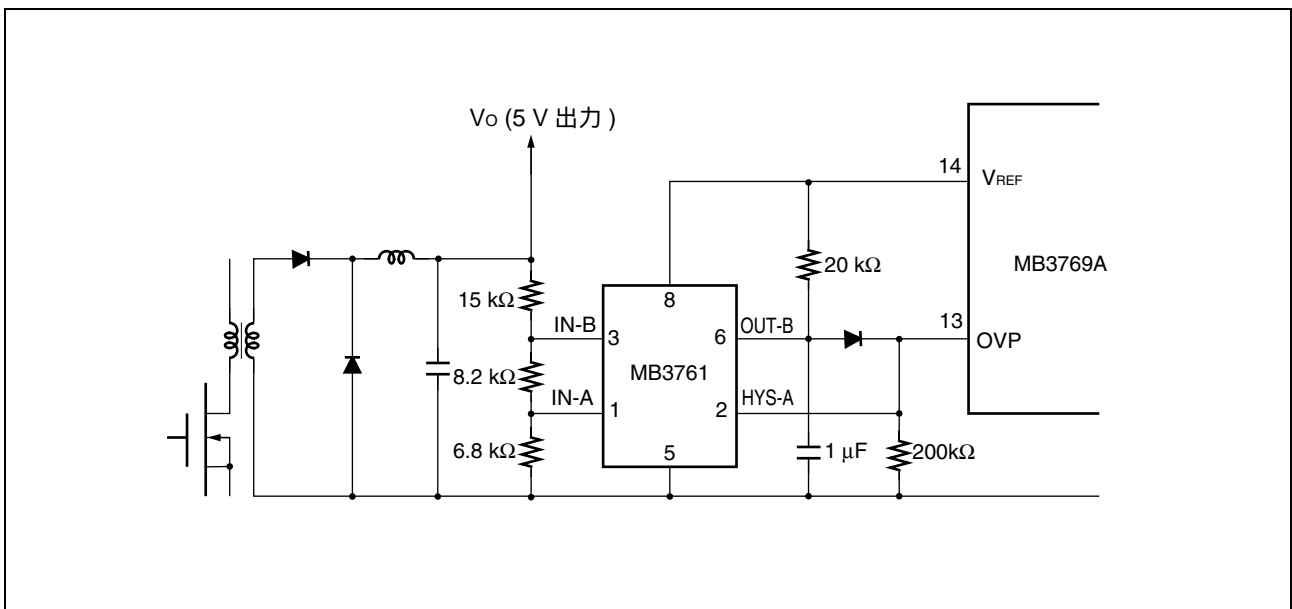 Vo (5 V 出力 )
14
VREF
20 kΩ
MB3769A
15 kΩ
8
IN-B
3
6
OUT-B
13
OVP
8.2 kΩ
MB3761
IN-A
1
2
HYS-A
6.8 kΩ
5
1 μF
200kΩ